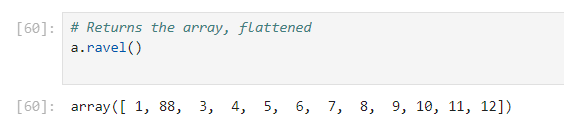 [60]: # Returns the array, flattened
a.ravel()
[60]: array([ 1, 88,  3,  4,  5,  6,  7,  8,  9, 10, 11, 12])